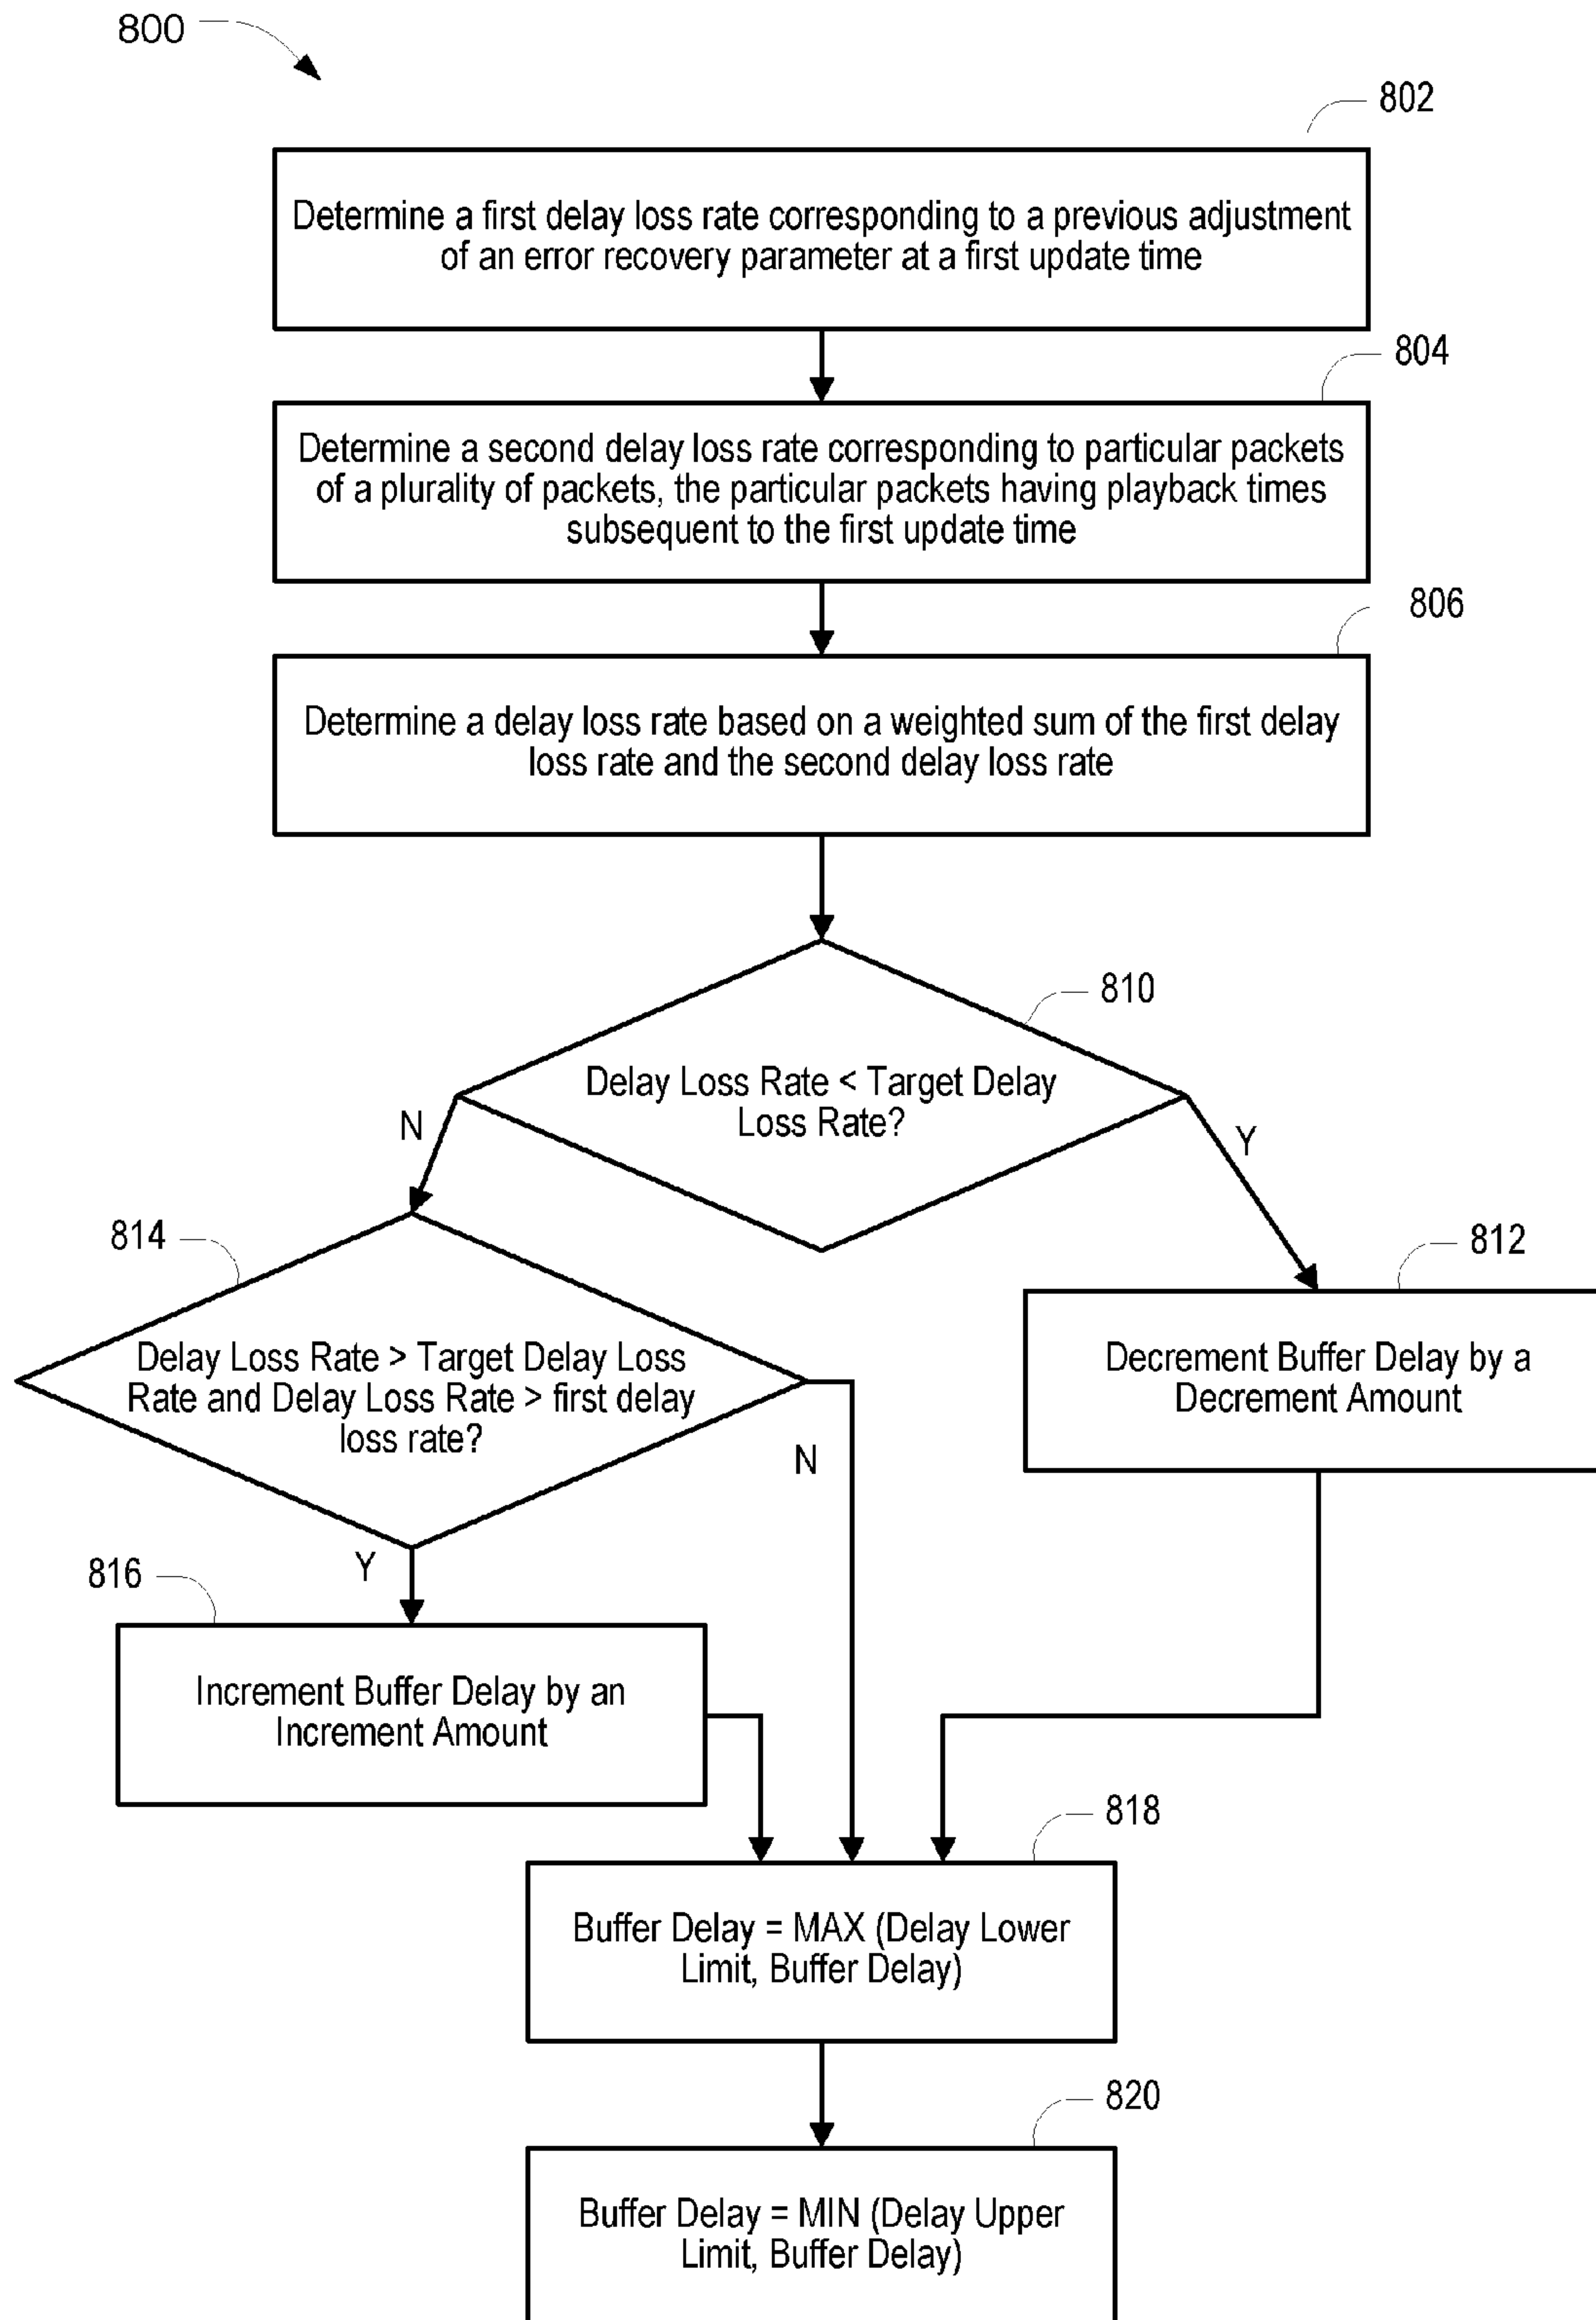 800
802
Determine a first delay loss rate corresponding to a previous adjustment
of an error recovery parameter at a first update time
804
Determine a second delay loss rate corresponding to particular packets
of a plurality of packets, the particular packets having playback times
subsequent to the first update time
806
Determine a delay loss rate based on a weighted sum of the first delay
loss rate and the second delay loss rate
810
Delay Loss Rate < Target Delay
Loss Rate?
N
Y
814
Delay Loss Rate > Target Delay Loss
Rate and Delay Loss Rate > first delay
loss rate?
812
Decrement Buffer Delay by a
Decrement Amount
N
Y
816
Increment Buffer Delay by an
Increment Amount
818
Buffer Delay = MAX (Delay Lower
Limit, Buffer Delay)
820
Buffer Delay = MIN (Delay Upper
Limit, Buffer Delay)